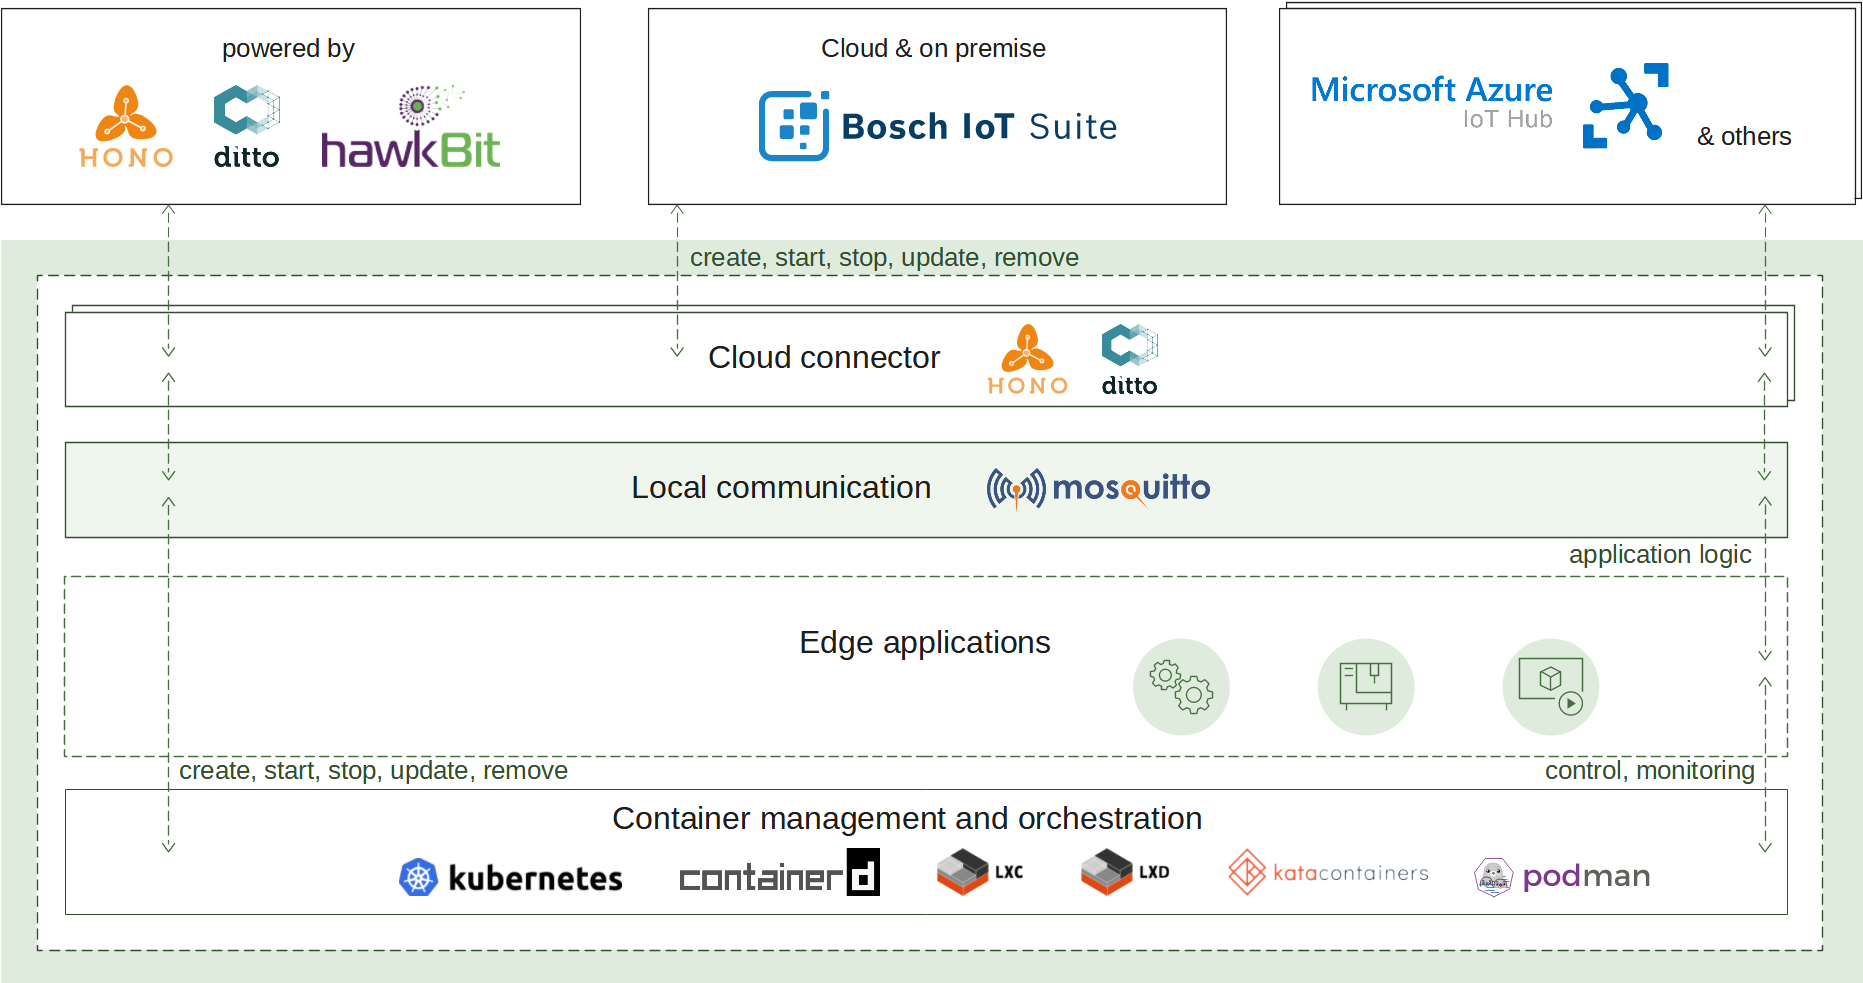 powered by
HONO
ditto
hawkBit
Cloud & on premise
Bosch IoT Suite
Microsoft Azure
IoT Hub
& others
create, start, stop, update, remove
Cloud connector
HONO
ditto
Local communication
mosquitto
application logic
Edge applications
create, start, stop, update, remove
control, monitoring
Container management and orchestration
kubernetes
containerd
LXC
LXD
katacontainers
podman